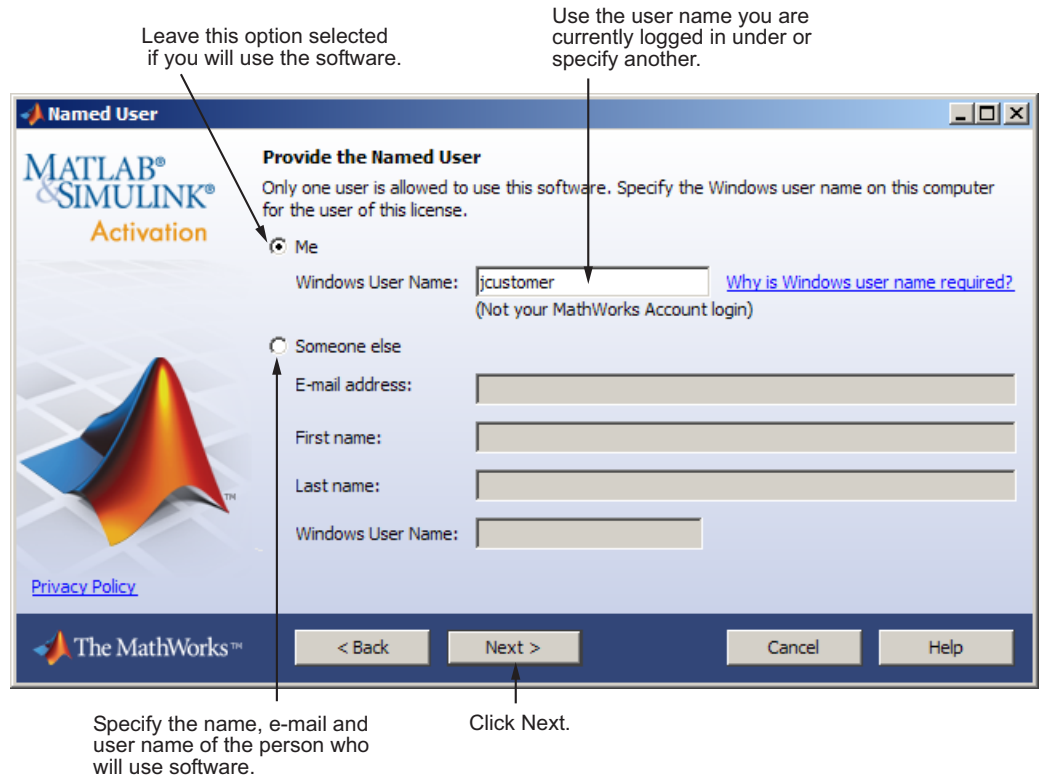 Leave this option selected
if you will use the software.
Use the user name you are
currently logged in under or
specify another.
Named User
MATLAB®
&SIMULINK®
Activation
Provide the Named User
Only one user is allowed to use this software. Specify the Windows user name on this computer
for the user of this license.
Me
Windows User Name: jcustomer Why is Windows user name required?
(Not your MathWorks Account login)
Someone else
E-mail address:
First name:
Last name:
Windows User Name:
TM
Privacy Policy
The MathWorks™
< Back Next > Cancel Help
Specify the name, e-mail and
user name of the person who
will use software.
Click Next.